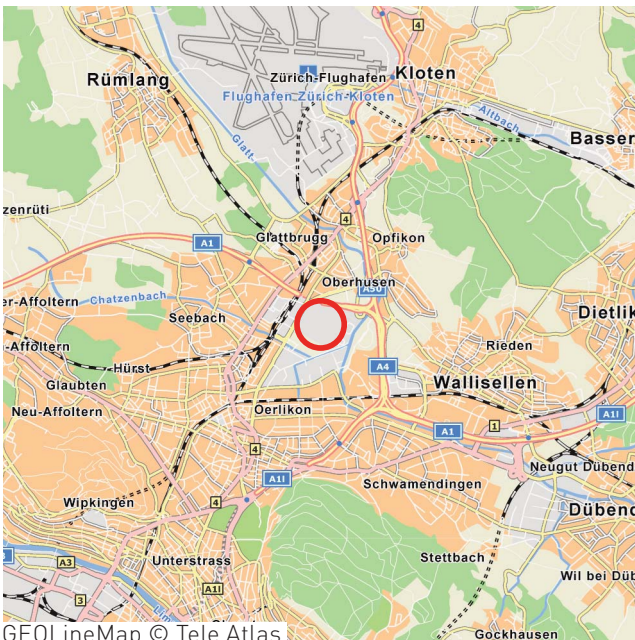 4
Rümlang
Zürich-Flughafen
Kloten
Flughafen Zürich-Kloten
Altbach
Glatt
Basser
zenrüti
4
Glattbrugg
Opfikon
A1
Oberhusen
er-Affoltern
Chatzenbach
Seebach
Dietlik
-Affoltern
Hürst
Rieden
A4
Glaubten
Wallisellen
Neu-Affoltern
Oerlikon
A1
1
A1l
4
Neugut Dübend
A1l
Schwamendingen
Wipkingen
4
Dübend
Stettbach
A3
Unterstrass
Wil bei Düb
3
A1l
Gockhausen
GEOLineMap © Tele Atlas